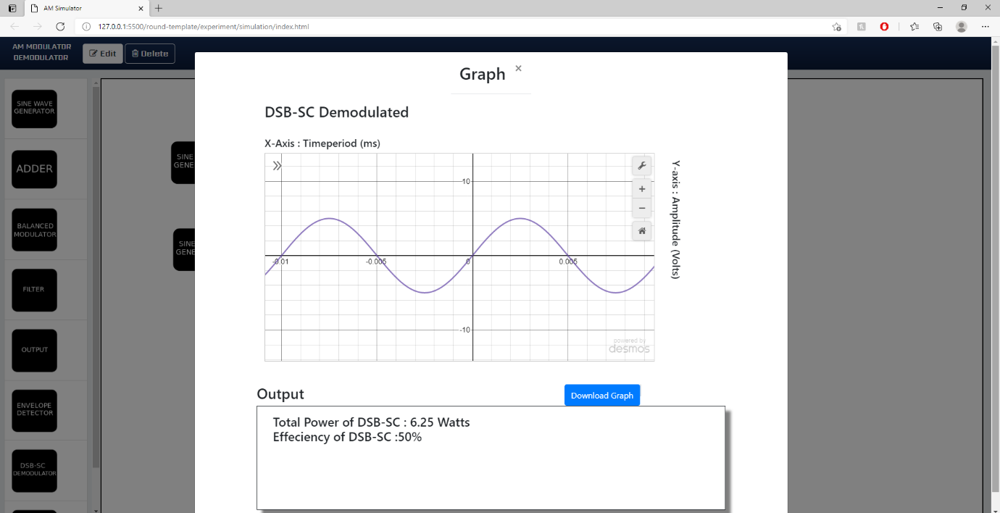 AM Simulator
127.0.0.1:5500/round-template/experiment/simulation/index.html
AM MODULATOR
DEMODULATOR
Edit
Delete
SINE WAVE
GENERATOR
ADDER
BALANCED
MODULATOR
FILTER
OUTPUT
ENVELOPE
DETECTOR
DSB-SC
DEMODULATOR
SINE
GENE
SINE
GENE
Graph ×
DSB-SC Demodulated
X-Axis : Timeperiod (ms)
10
-0.01 -0.005 0 0.005
-10
powered by
desmos
Y-axis : Amplitude (Volts)
Output
Download Graph
Total Power of DSB-SC : 6.25 Watts
Effeciency of DSB-SC :50%